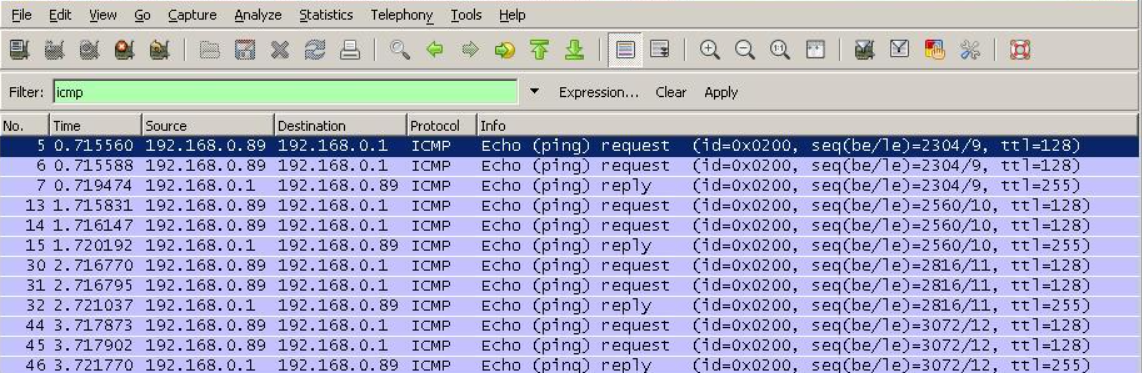 File Edit View Go Capture Analyze Statistics Telephony Tools Help
Filter: icmp Expression... Clear Apply
No. Time Source Destination Protocol Info
5 0.715560 192.168.0.89 192.168.0.1 ICMP Echo (ping) request (id=0x0200, seq(be/le)=2304/9, ttl=128)
6 0.715588 192.168.0.89 192.168.0.1 ICMP Echo (ping) request (id=0x0200, seq(be/le)=2304/9, ttl=128)
7 0.719474 192.168.0.1 192.168.0.89 ICMP Echo (ping) reply (id=0x0200, seq(be/le)=2304/9, ttl=255)
13 1.715831 192.168.0.89 192.168.0.1 ICMP Echo (ping) request (id=0x0200, seq(be/le)=2560/10, ttl=128)
14 1.716147 192.168.0.89 192.168.0.1 ICMP Echo (ping) request (id=0x0200, seq(be/le)=2560/10, ttl=128)
15 1.720192 192.168.0.1 192.168.0.89 ICMP Echo (ping) reply (id=0x0200, seq(be/le)=2560/10, ttl=255)
30 2.716770 192.168.0.89 192.168.0.1 ICMP Echo (ping) request (id=0x0200, seq(be/le)=2816/11, ttl=128)
31 2.716795 192.168.0.89 192.168.0.1 ICMP Echo (ping) request (id=0x0200, seq(be/le)=2816/11, ttl=128)
32 2.721037 192.168.0.1 192.168.0.89 ICMP Echo (ping) reply (id=0x0200, seq(be/le)=2816/11, ttl=255)
44 3.717873 192.168.0.89 192.168.0.1 ICMP Echo (ping) request (id=0x0200, seq(be/le)=3072/12, ttl=128)
45 3.717902 192.168.0.89 192.168.0.1 ICMP Echo (ping) request (id=0x0200, seq(be/le)=3072/12, ttl=128)
46 3.721770 192.168.0.1 192.168.0.89 ICMP Echo (ping) reply (id=0x0200, seq(be/le)=3072/12, ttl=255)